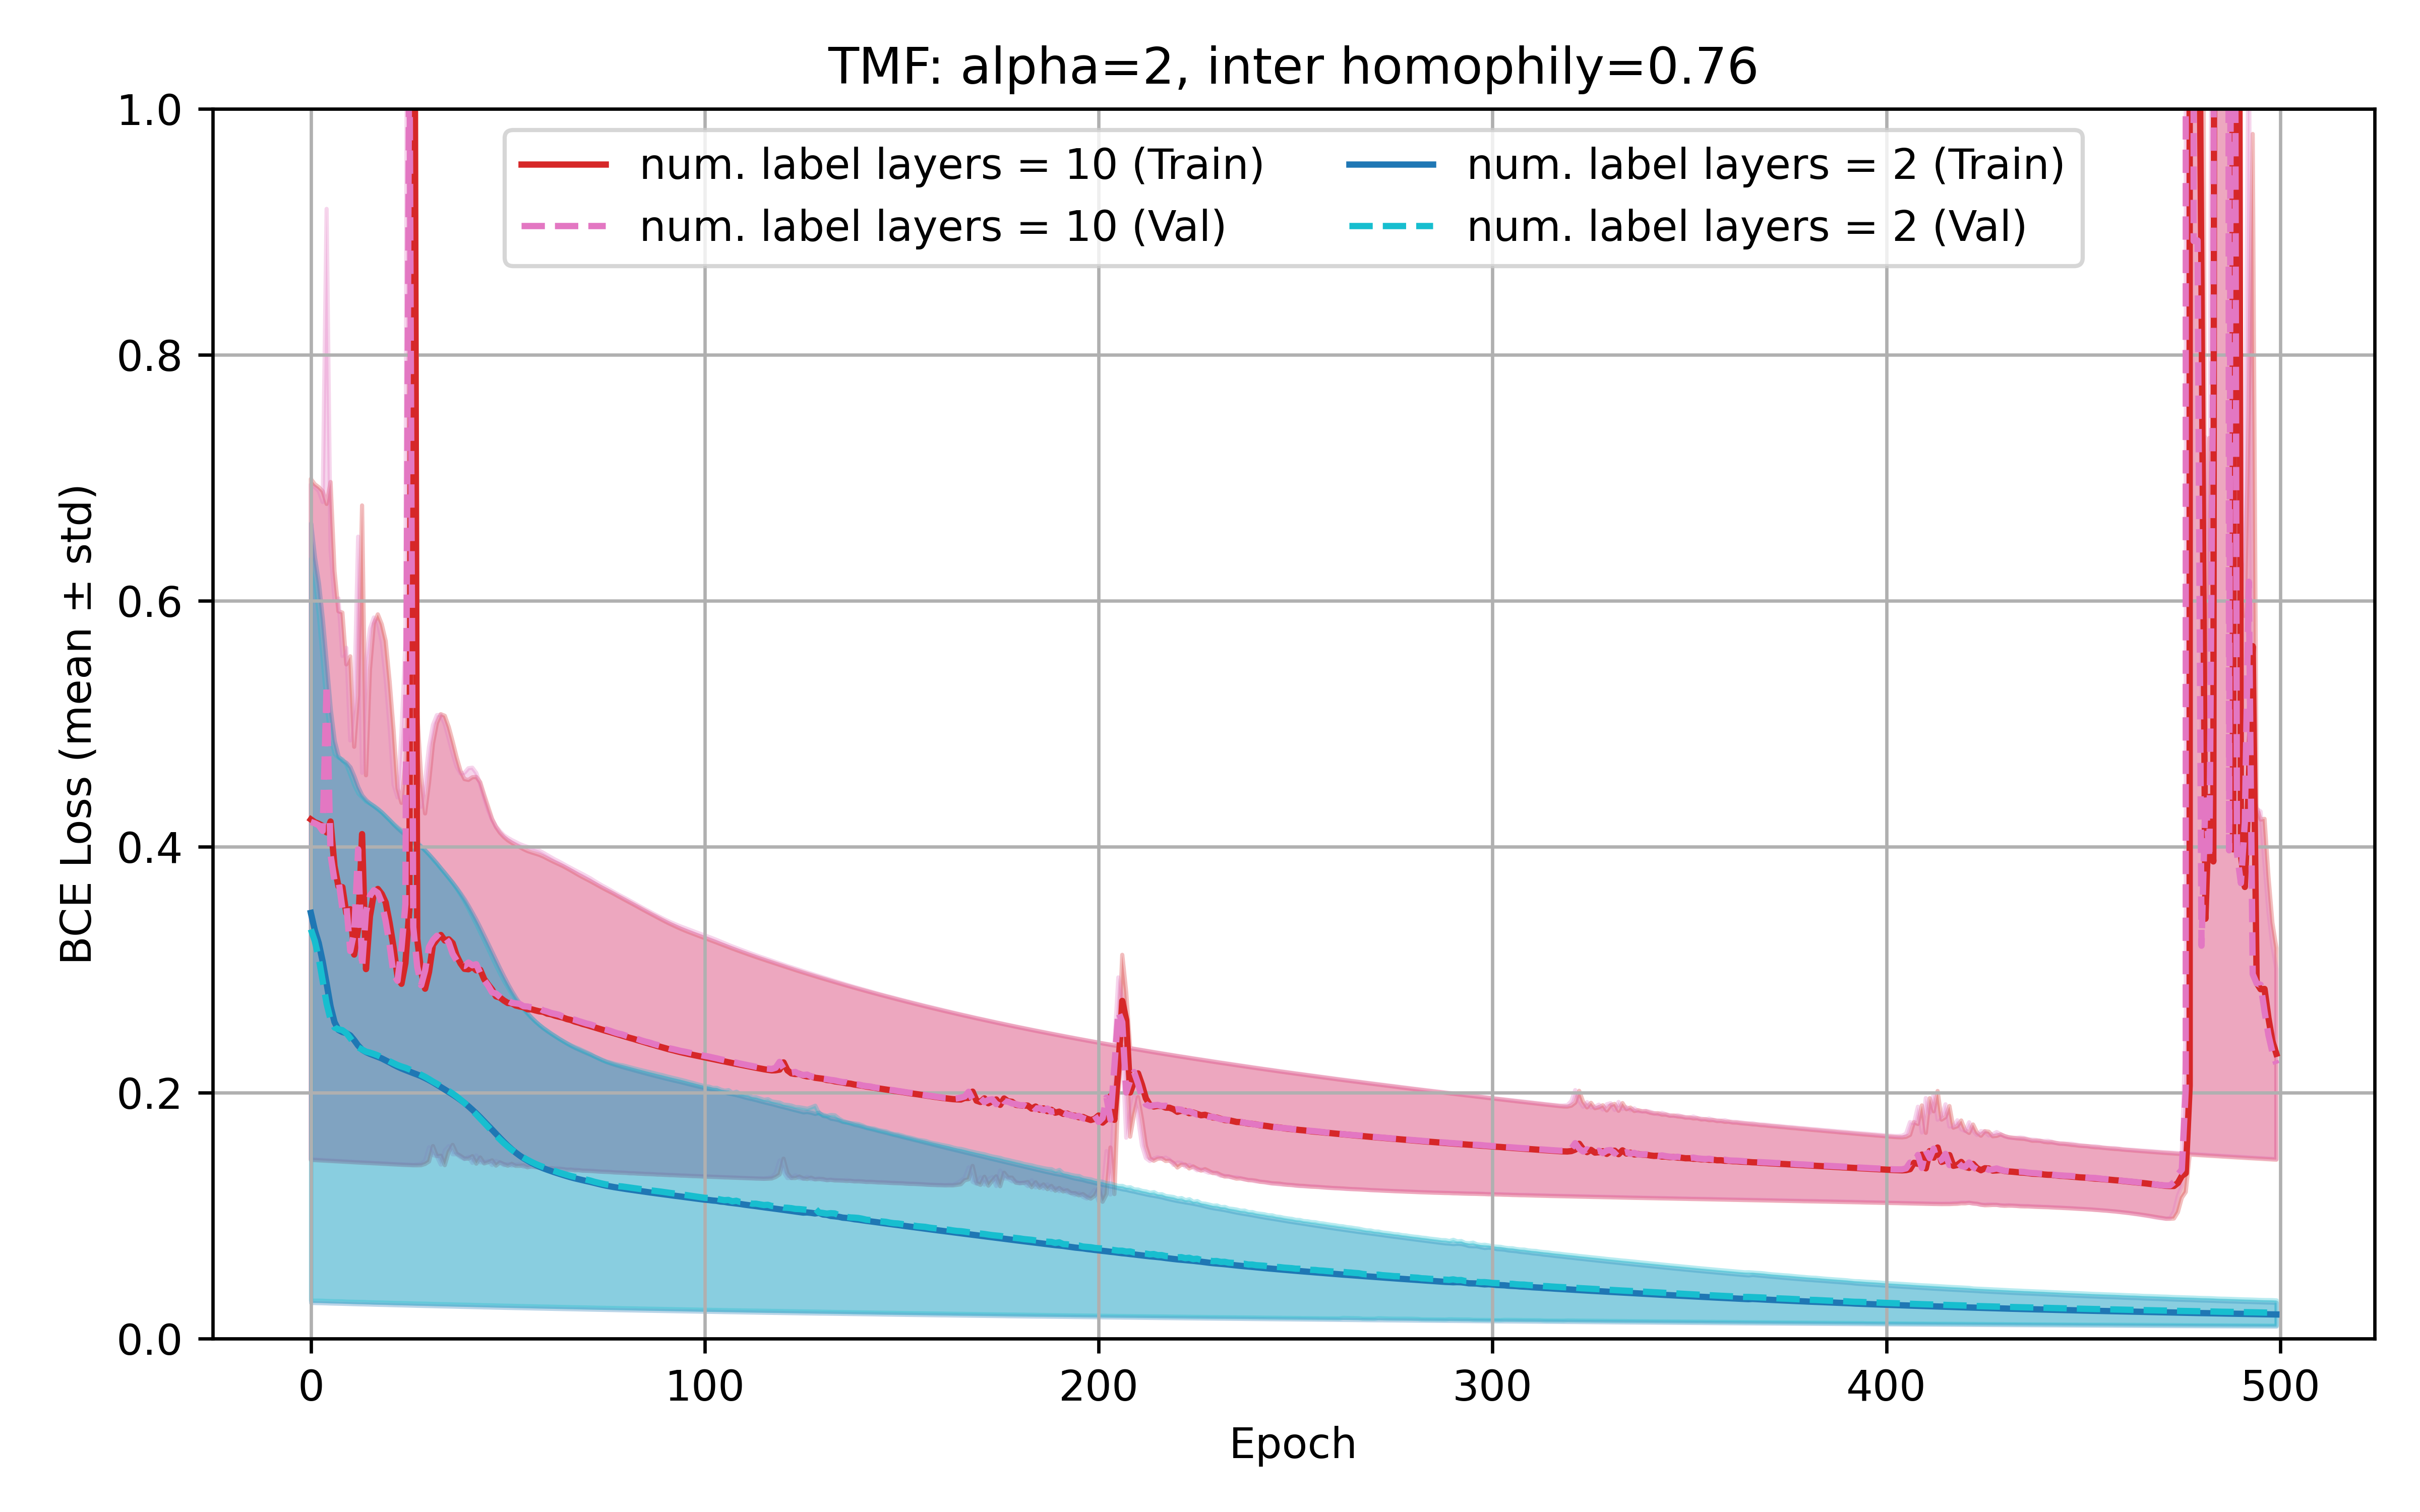 TMF: alpha=2, inter homophily=0.76
num. label layers = 10 (Train)
num. label layers = 10 (Val)
num. label layers = 2 (Train)
num. label layers = 2 (Val)
BCE Loss (mean ± std)
1.0
0.8
0.6
0.4
0.2
0.0
0 100 200 300 400 500
Epoch